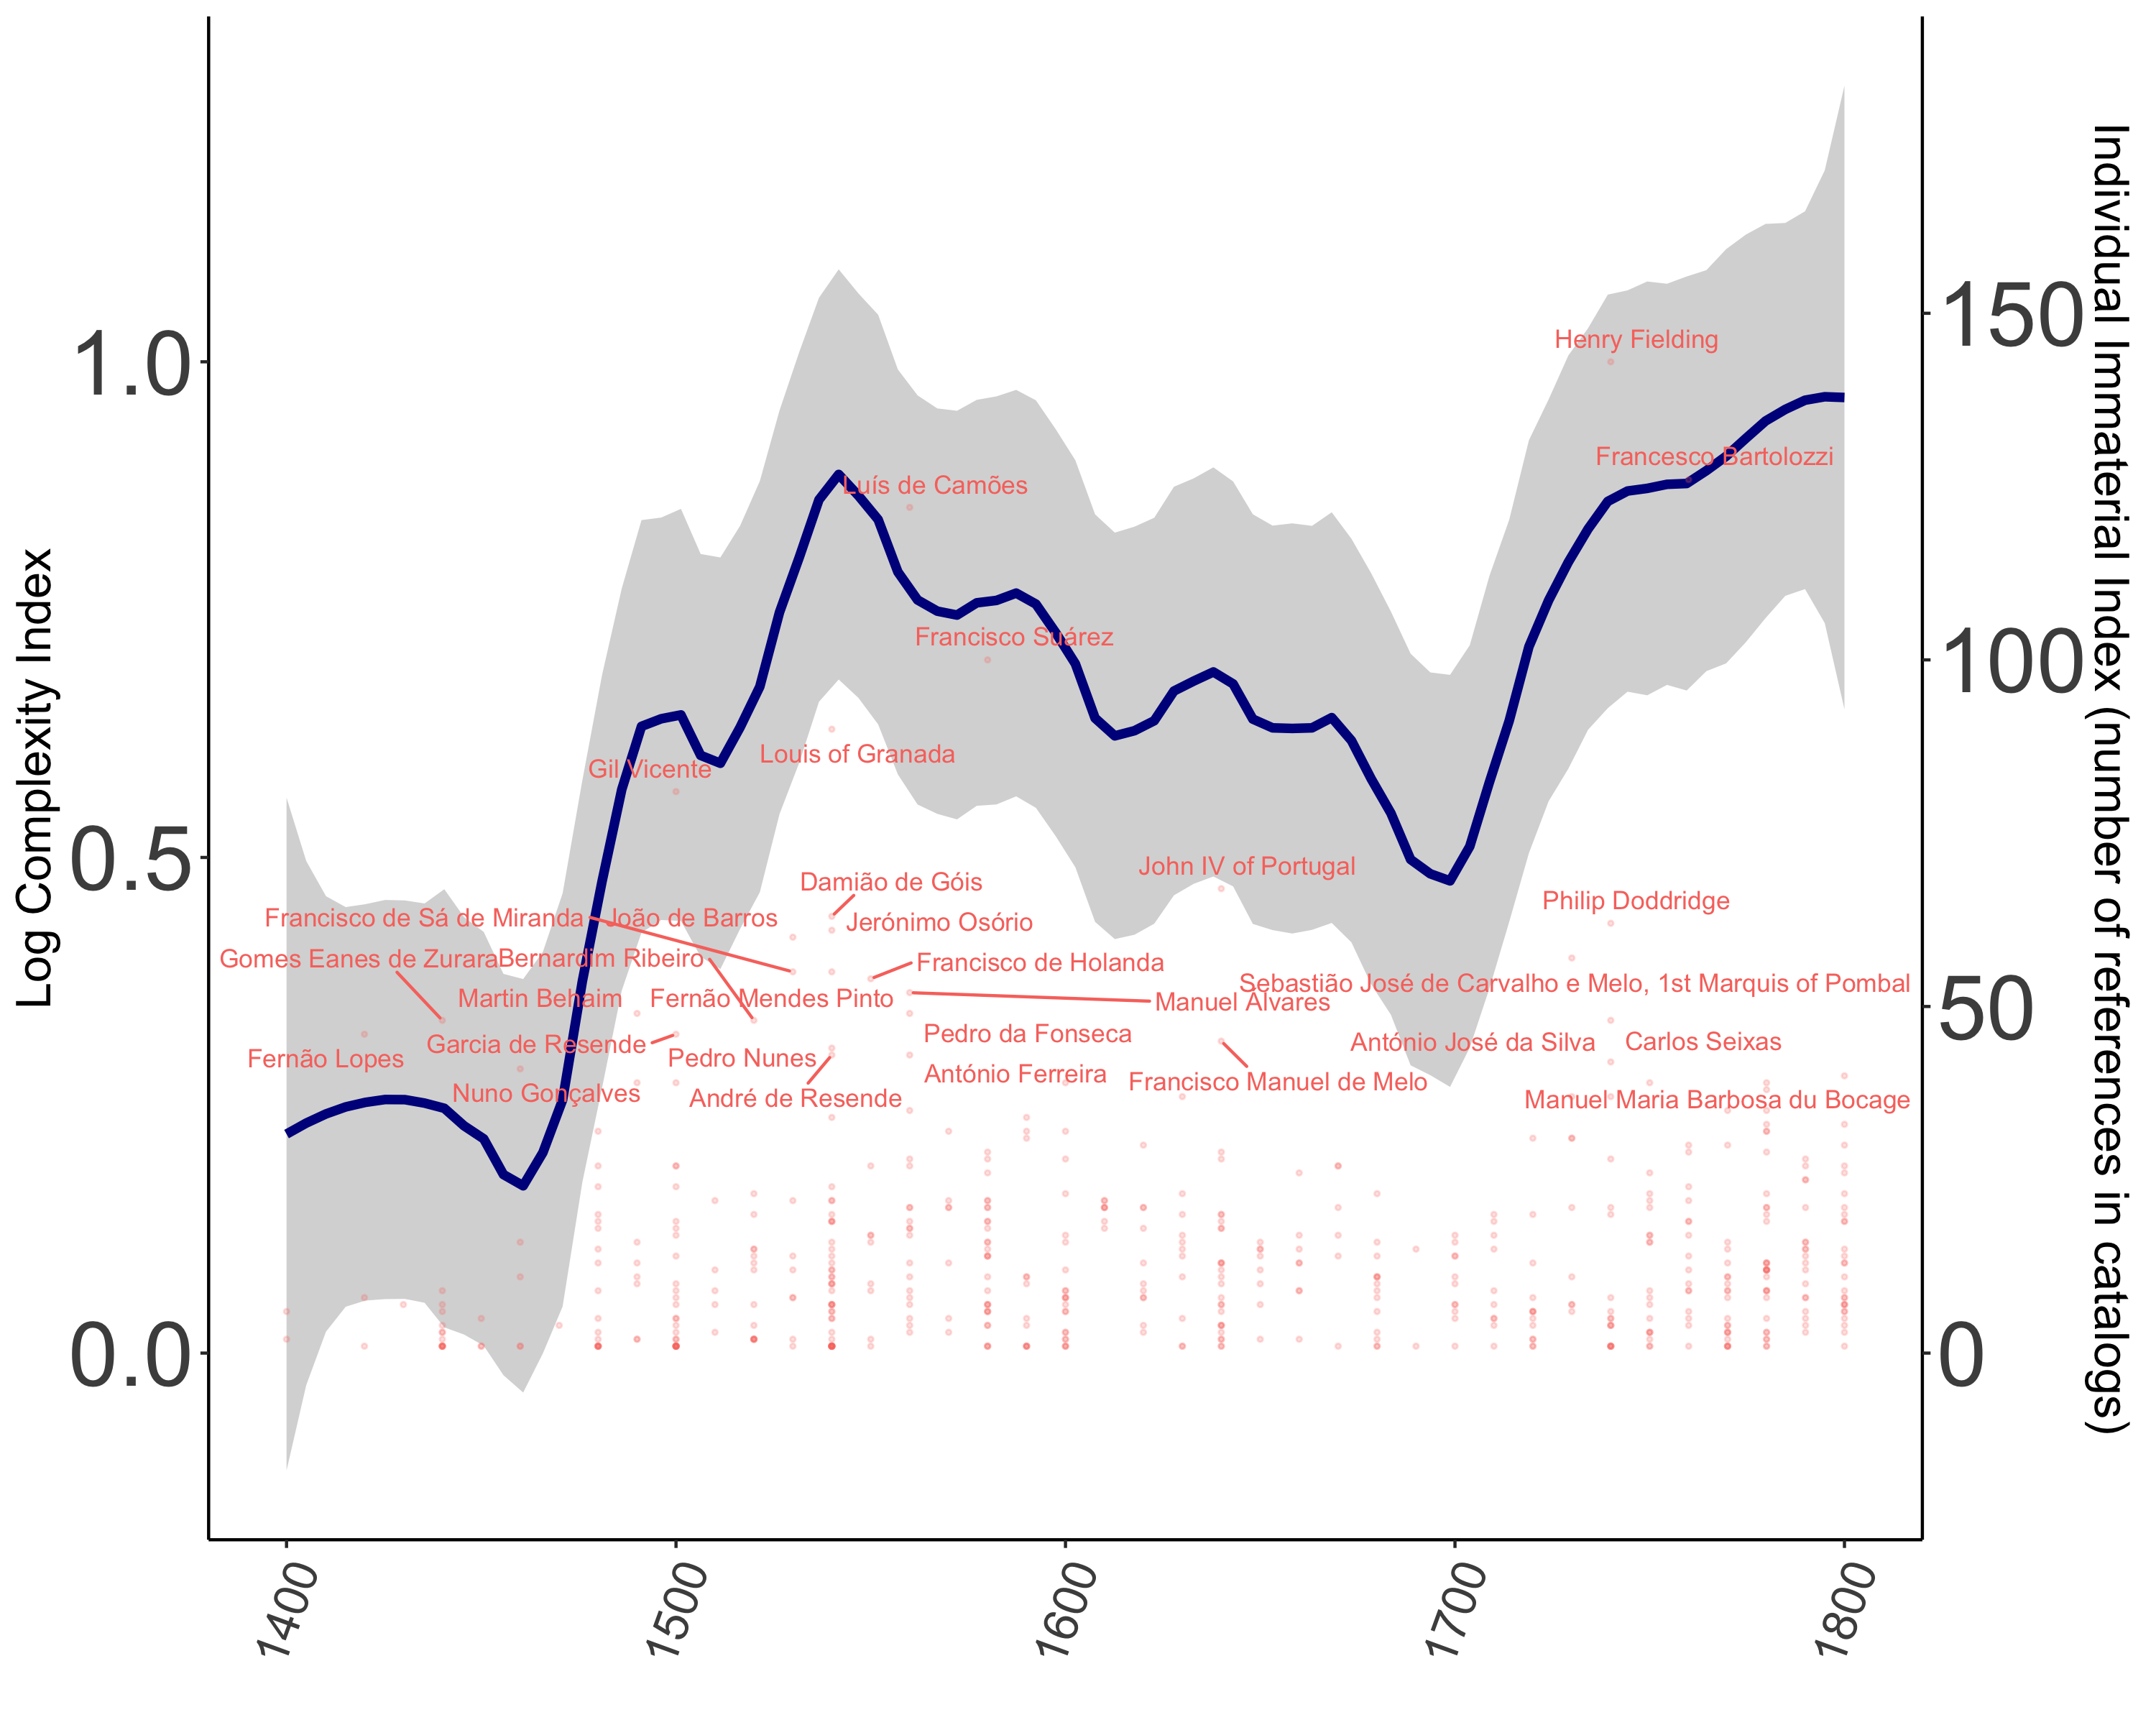 Log Complexity Index
1.0
0.5
0.0
Henry Fielding
Francesco Bartolozzi
Luís de Camões
Francisco Suárez
Louis of Granada
Gil Vicente
John IV of Portugal
Damião de Góis
Philip Doddridge
Francisco de Sá de Miranda
João de Barros
Jerónimo Osório
Gomes Eanes de Zurara
Bernardim Ribeiro
Francisco de Holanda
Sebastião José de Carvalho e Melo, 1st Marquis of Pombal
Martin Behaim
Fernão Mendes Pinto
Manuel Álvares
Pedro da Fonseca
Garcia de Resende
António José da Silva
Carlos Seixas
Fernão Lopes
Pedro Nunes
António Ferreira
Francisco Manuel de Melo
Nuno Gonçalves
André de Resende
Manuel Maria Barbosa du Bocage
150
100
50
0
Individual Immaterial Index (number of references in catalogs)
1400
1500
1600
1700
1800